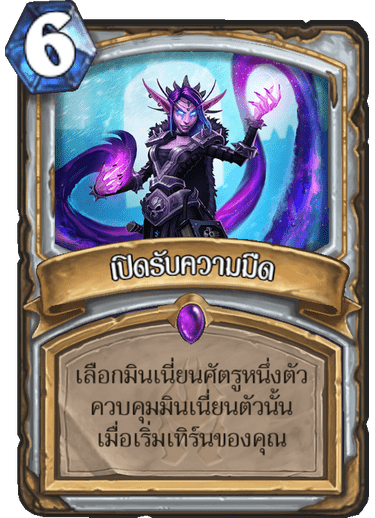 6
เปิดรับความมืด
เลือกมินเนี่ยนศัตรูหนึ่งตัว
ควบคุมมินเนี่ยนตัวนั้น
เมื่อเริ่มเทิร์นของคุณ